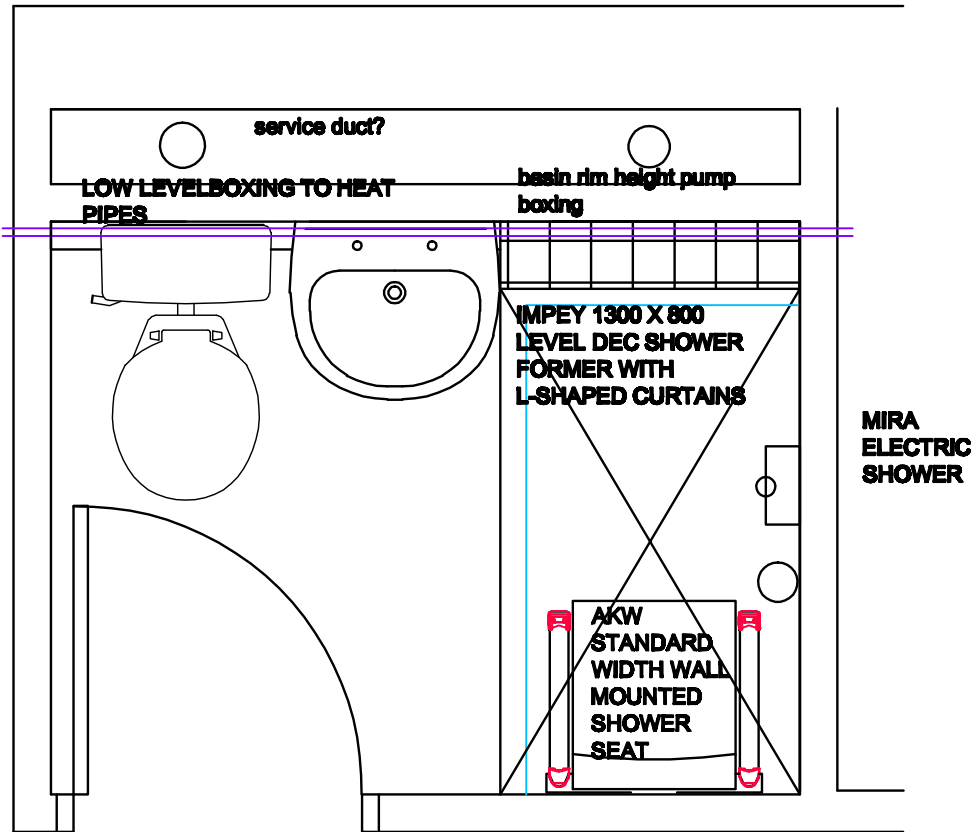 service duct?
LOW LEVELBOXING TO HEAT
PIPES
basin rim height pump
boxing
IMPEY 1300 X 800
LEVEL DEC SHOWER
FORMER WITH
L-SHAPED CURTAINS
MIRA
ELECTRIC
SHOWER
AKW
STANDARD
WIDTH WALL
MOUNTED
SHOWER
SEAT